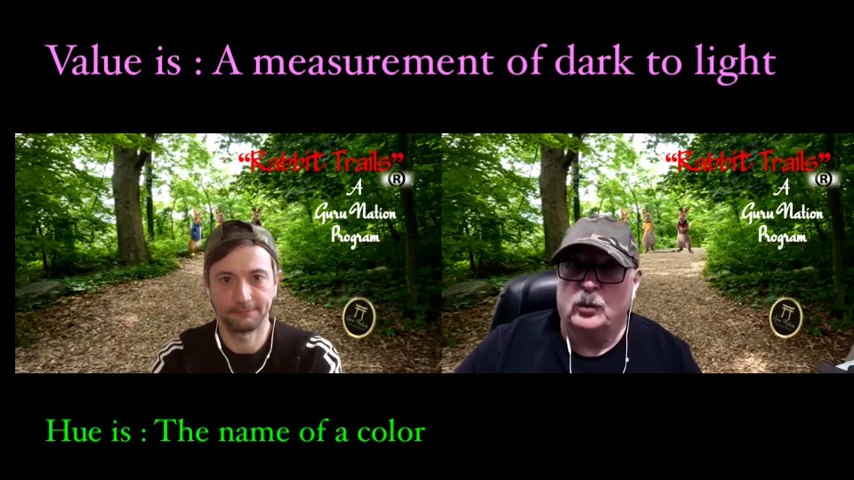 Value is : A measurement of dark to light
“Rabbit Trails” ®
A
Guru Nation
Program
“Rabbit Trails” ®
A
Guru Nation
Program
Hue is : The name of a color